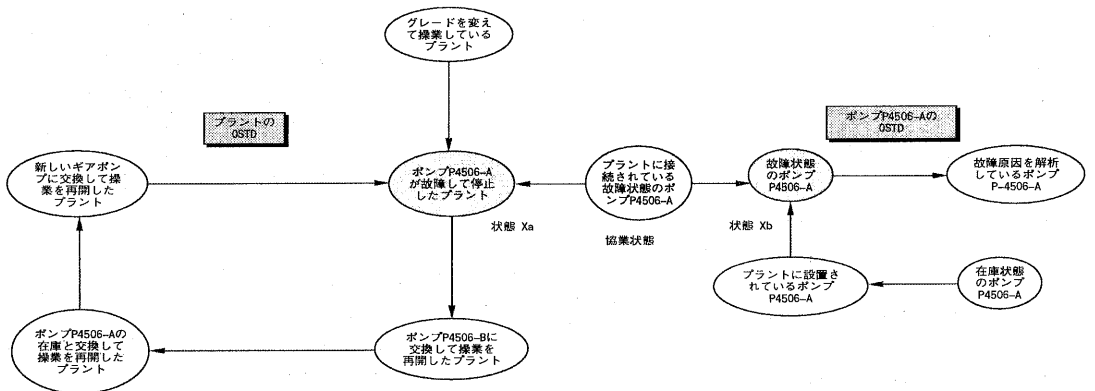 グレードを変え
て操業している
プラント
プラントの
OSTD
ポンプP4506-Aの
OSTD
新しいギアポン
プに交換して操
業を再開した
プラント
ポンプP4506-A
が故障して停止
したプラント
プラントに接
続されている
故障状態のポ
ンプP4506-A
故障状態
のポンプ
P4506-A
故障原因を解析
しているポンプ
P-4506-A
状態 Xa
協業状態
状態 Xb
プラントに設置さ
れているポンプ
P4506-A
在庫状態
のポンプ
P4506-A
ポンプP4506-Aの
在庫と交換して
操業を再開した
プラント
ポンプP4506-Bに
交換して操業を
再開したプラント